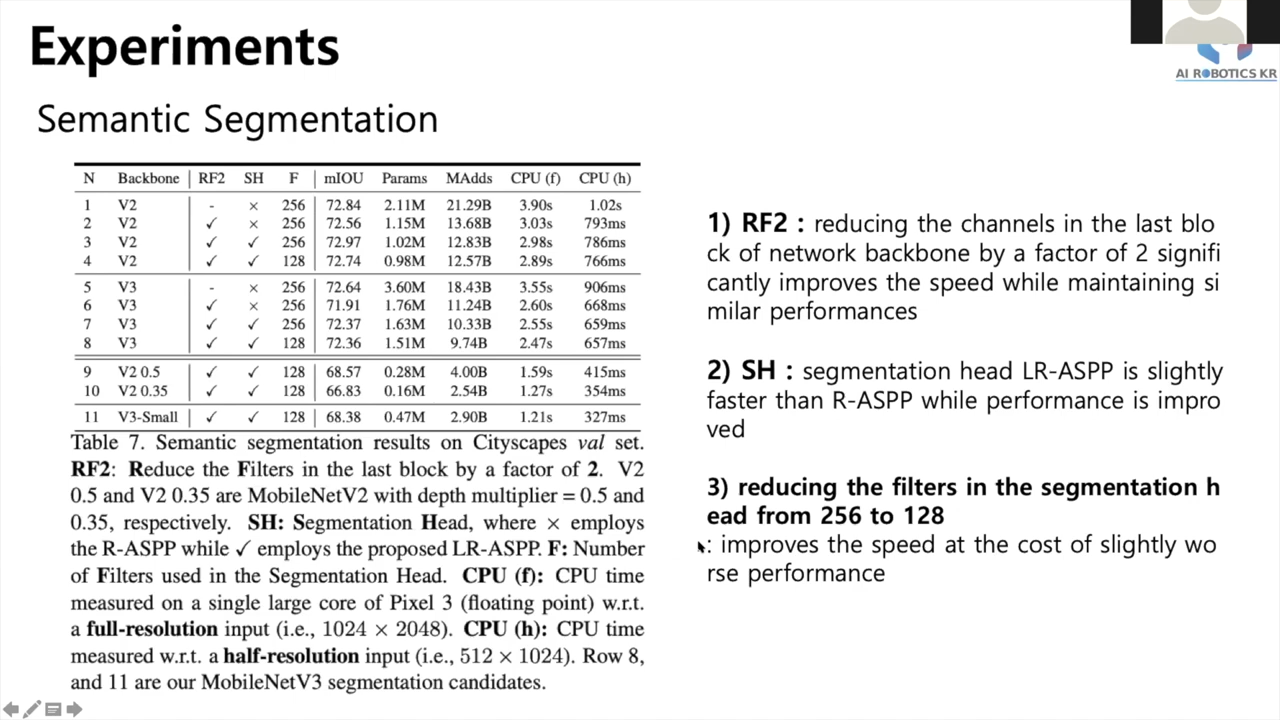 Experiments
AI ROBOTICS KR
Semantic Segmentation
N Backbone RF2 SH F mIOU Params MAdds CPU (f) CPU (h)
1 V2 - × 256 72.84 2.11M 21.29B 3.90s 1.02s
2 V2 ✓ × 256 72.56 1.15M 13.68B 3.03s 793ms
3 V2 ✓ ✓ 256 72.97 1.02M 12.83B 2.98s 786ms
4 V2 ✓ ✓ 128 72.74 0.98M 12.57B 2.89s 766ms
5 V3 - × 256 72.64 3.60M 18.43B 3.55s 906ms
6 V3 ✓ × 256 71.91 1.76M 11.24B 2.60s 668ms
7 V3 ✓ ✓ 256 72.37 1.63M 10.33B 2.55s 659ms
8 V3 ✓ ✓ 128 72.36 1.51M 9.74B 2.47s 657ms
9 V2 0.5 ✓ ✓ 128 68.57 0.28M 4.00B 1.59s 415ms
10 V2 0.35 ✓ ✓ 128 66.83 0.16M 2.54B 1.27s 354ms
11 V3-Small ✓ ✓ 128 68.38 0.47M 2.90B 1.21s 327ms
Table 7. Semantic segmentation results on Cityscapes val set.
RF2: Reduce the Filters in the last block by a factor of 2. V2
0.5 and V2 0.35 are MobileNetV2 with depth multiplier = 0.5 and
0.35, respectively. SH: Segmentation Head, where × employs
the R-ASPP while ✓ employs the proposed LR-ASPP. F: Number
of Filters used in the Segmentation Head. CPU (f): CPU time
measured on a single large core of Pixel 3 (floating point) w.r.t.
a full-resolution input (i.e., 1024 × 2048). CPU (h): CPU time
measured w.r.t. a half-resolution input (i.e., 512 × 1024). Row 8,
and 11 are our MobileNetV3 segmentation candidates.
1) RF2 : reducing the channels in the last blo
ck of network backbone by a factor of 2 signifi
cantly improves the speed while maintaining si
milar performances
2) SH : segmentation head LR-ASPP is slightly
faster than R-ASPP while performance is impro
ved
3) reducing the filters in the segmentation h
ead from 256 to 128
: improves the speed at the cost of slightly wo
rse performance